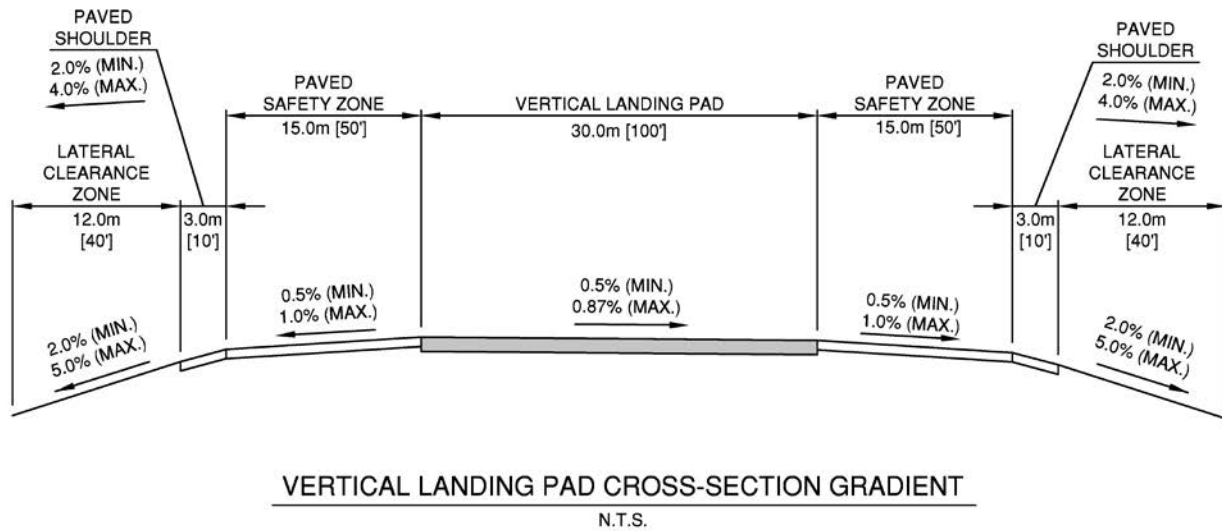 PAVED
SHOULDER
2.0% (MIN.)
4.0% (MAX.)
LATERAL
CLEARANCE
ZONE
12.0m
[40']
3.0m
[10']
PAVED
SAFETY ZONE
15.0m [50']
VERTICAL LANDING PAD
30.0m [100']
PAVED
SAFETY ZONE
15.0m [50']
PAVED
SHOULDER
2.0% (MIN.)
4.0% (MAX.)
LATERAL
CLEARANCE
ZONE
3.0m
[10']
12.0m
[40']
2.0% (MIN.)
5.0% (MAX.)
0.5% (MIN.)
1.0% (MAX.)
0.5% (MIN.)
0.87% (MAX.)
0.5% (MIN.)
1.0% (MAX.)
2.0% (MIN.)
5.0% (MAX.)
VERTICAL LANDING PAD CROSS-SECTION GRADIENT
N.T.S.